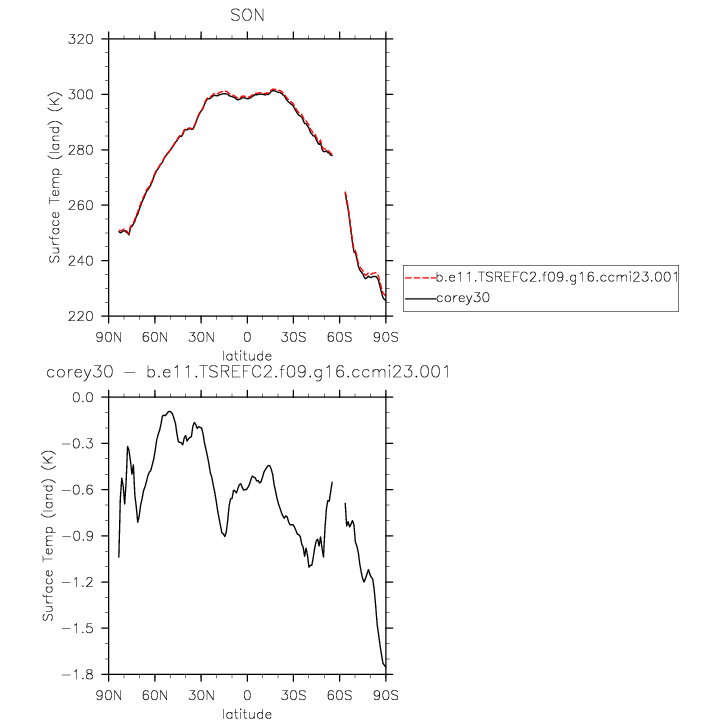 SON
320
300
280
260
240
220
Surface Temp (land) (K)
90N 60N 30N 0 30S 60S 90S
latitude
b.e11.TSREFC2.f09.g16.ccmi23.001
corey30
corey30 − b.e11.TSREFC2.f09.g16.ccmi23.001
0.0
−0.3
−0.6
−0.9
−1.2
−1.5
−1.8
Surface Temp (land) (K)
90N 60N 30N 0 30S 60S 90S
latitude